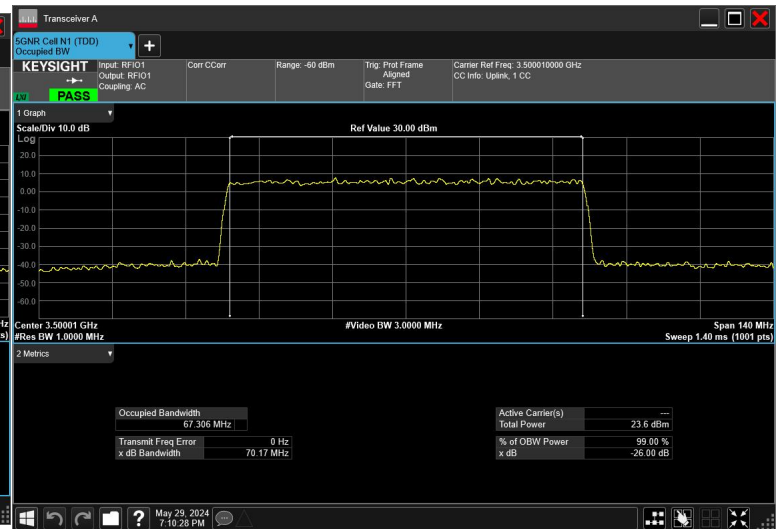 Transceiver A
5GNR Cell N1 (TDD)
Occupied BW
KEYSIGHT
LXI
PASS
Input: RFIO1
Output: RFIO1
Coupling: AC
Corr CCorr
Range: -60 dBm
Trig: Prot Frame
Aligned
Gate: FFT
Carrier Ref Freq: 3.500010000 GHz
CC Info: Uplink, 1 CC
1 Graph
Scale/Div 10.0 dB
Ref Value 30.00 dBm
Log
20.0
10.0
0.00
-10.0
-20.0
-30.0
-40.0
-50.0
-60.0
Hz
s)
Center 3.50001 GHz
#Video BW 3.0000 MHz
Span 140 MHz
#Res BW 1.0000 MHz
Sweep 1.40 ms (1001 pts)
2 Metrics
Occupied Bandwidth
67.306 MHz
Transmit Freq Error 0 Hz
x dB Bandwidth 70.17 MHz
Active Carrier(s) ---
Total Power 23.6 dBm
% of OBW Power 99.00 %
x dB -26.00 dB
?
May 29, 2024
7:10:28 PM